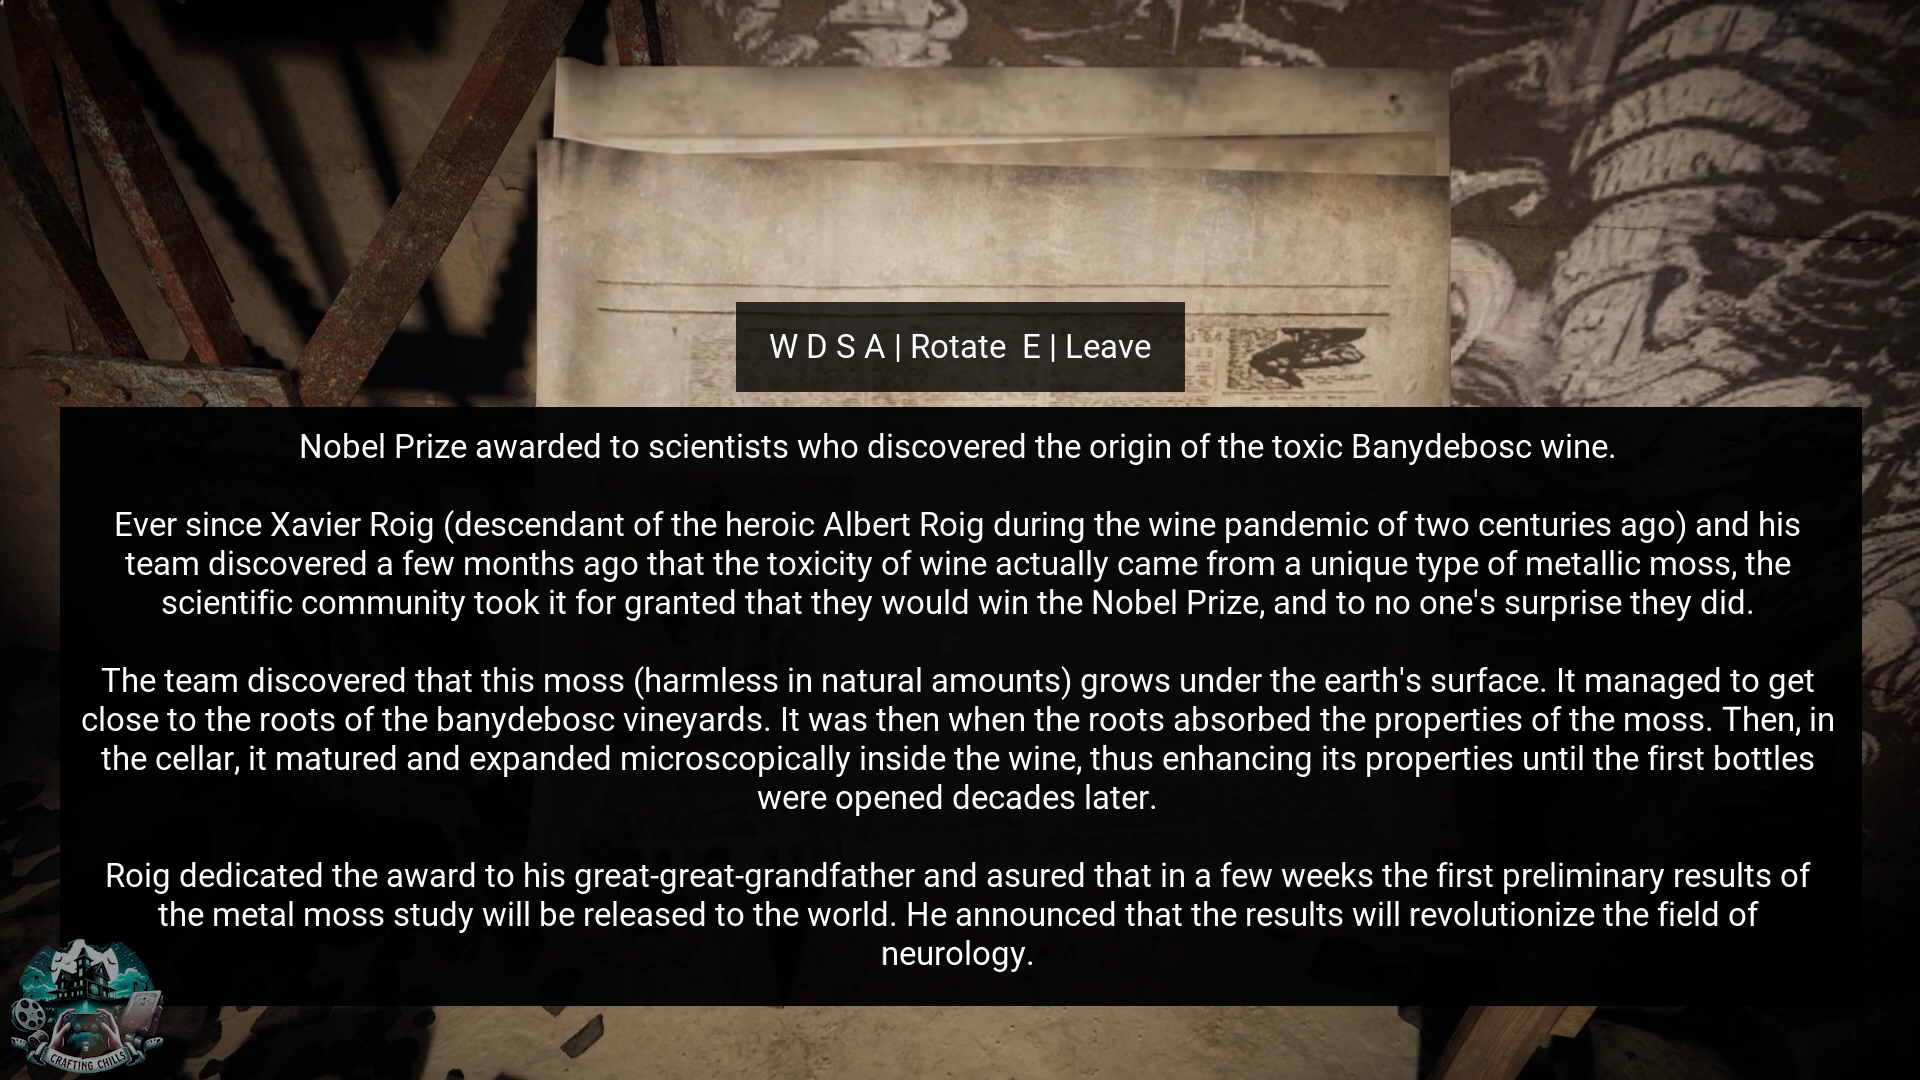 W D S A | Rotate  E | Leave
Nobel Prize awarded to scientists who discovered the origin of the toxic Banydebosc wine.
Ever since Xavier Roig (descendant of the heroic Albert Roig during the wine pandemic of two centuries ago) and his
team discovered a few months ago that the toxicity of wine actually came from a unique type of metallic moss, the
scientific community took it for granted that they would win the Nobel Prize, and to no one's surprise they did.
The team discovered that this moss (harmless in natural amounts) grows under the earth's surface. It managed to get
close to the roots of the banydebosc vineyards. It was then when the roots absorbed the properties of the moss. Then, in
the cellar, it matured and expanded microscopically inside the wine, thus enhancing its properties until the first bottles
were opened decades later.
Roig dedicated the award to his great-great-grandfather and asured that in a few weeks the first preliminary results of
the metal moss study will be released to the world. He announced that the results will revolutionize the field of
neurology.
CRAFTING CHILLS